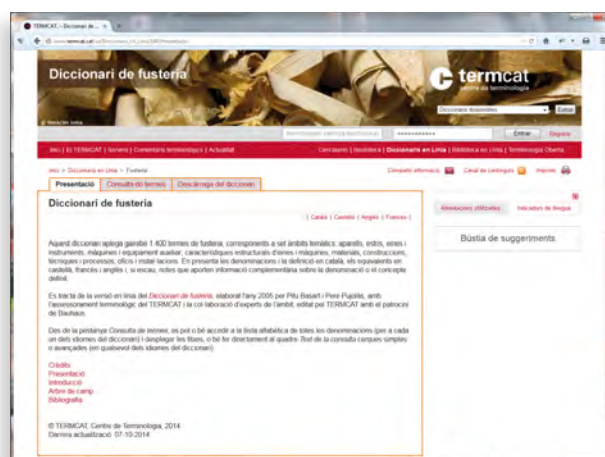 TERMCAT, - Diccionari de ...
Diccionari de fusteria
termcat
centre de terminologia
Diccionaris disponibles
Entrar
Registra
Inici | El TERMCAT | Serveis | Comentaris terminològics | Actualitat
Cercaterm | Neoloteca | Diccionaris en Línia | Biblioteca en Línia | Terminologia Oberta
Inici > Diccionaris en Línia > Fusteria
Comparteix
Canal de continguts
Imprimir
Presentació
Consulta de termes
Descàrrega del diccionari
Diccionari de fusteria
| Català | Castellà | Anglès | Francès |
Indicadors de llengua
Bústia de suggeriments
Aquest diccionari aplega gairebé 1.400 termes de fusteria, corresponents a set àmbits temàtics: aparells, estris, eines i
instruments, màquines i equipament auxiliar, característiques estructurals d'eines i màquines, materials, construccions,
tècniques i processos, oficis i instal·lacions. En presenta les denominacions i la definició en català, els equivalents en
castellà, francès i anglès i, si escau, notes que aporten informació complementària sobre la denominació o el concepte
definit.
Es tracta de la versió en línia del Diccionari de fusteria, elaborat l'any 2005 per Pitu Basart i Pere Pujolàs, amb
l'assessorament terminològic del TERMCAT i la col·laboració d'experts de l'àmbit, editat pel TERMCAT amb el patrocini
de Bauhaus.
Des de la pestanya Consulta de termes, es pot o bé accedir a la llista alfabètica de totes les denominacions (per a cada
un dels idiomes del diccionari) i desplegar les fitxes, o bé fer directament al quadre Text de la consulta cerques simples
o avançades (en qualsevol dels idiomes del diccionari).
Crèdits
Presentació
Introducció
Arbre de camp
Bibliografia
© TERMCAT, Centre de Terminologia, 2014
Darrera actualització: 07-10-2014